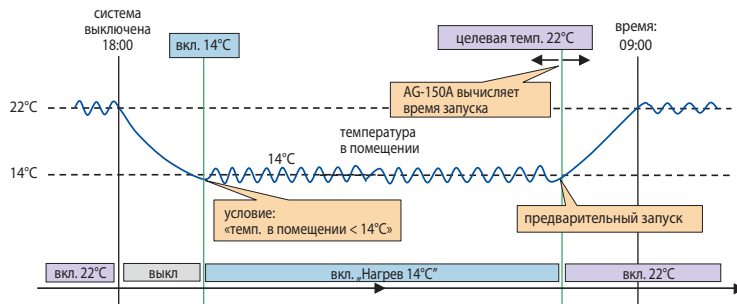 система
выключена
18:00
вкл. 14°C
целевая темп. 22°C
время:
09:00
AG-150A вычисляет
время запуска
22°C
температура
в помещении
14°C
14°C
условие:
«темп. в помещении < 14°C»
предварительный запуск
вкл. 22°C
выкл
вкл. „Нагрев 14°C"
вкл. 22°C